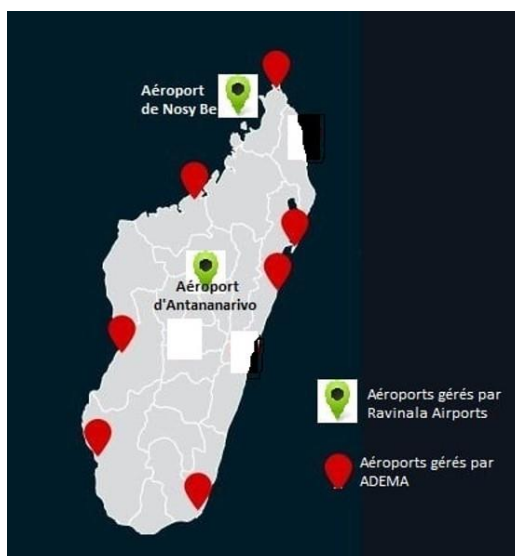 Aéroport
de Nosy Be
Aéroport
d'Antananarivo
Aéroports gérés par
Ravinala Airports
Aéroports gérés par
ADEMA